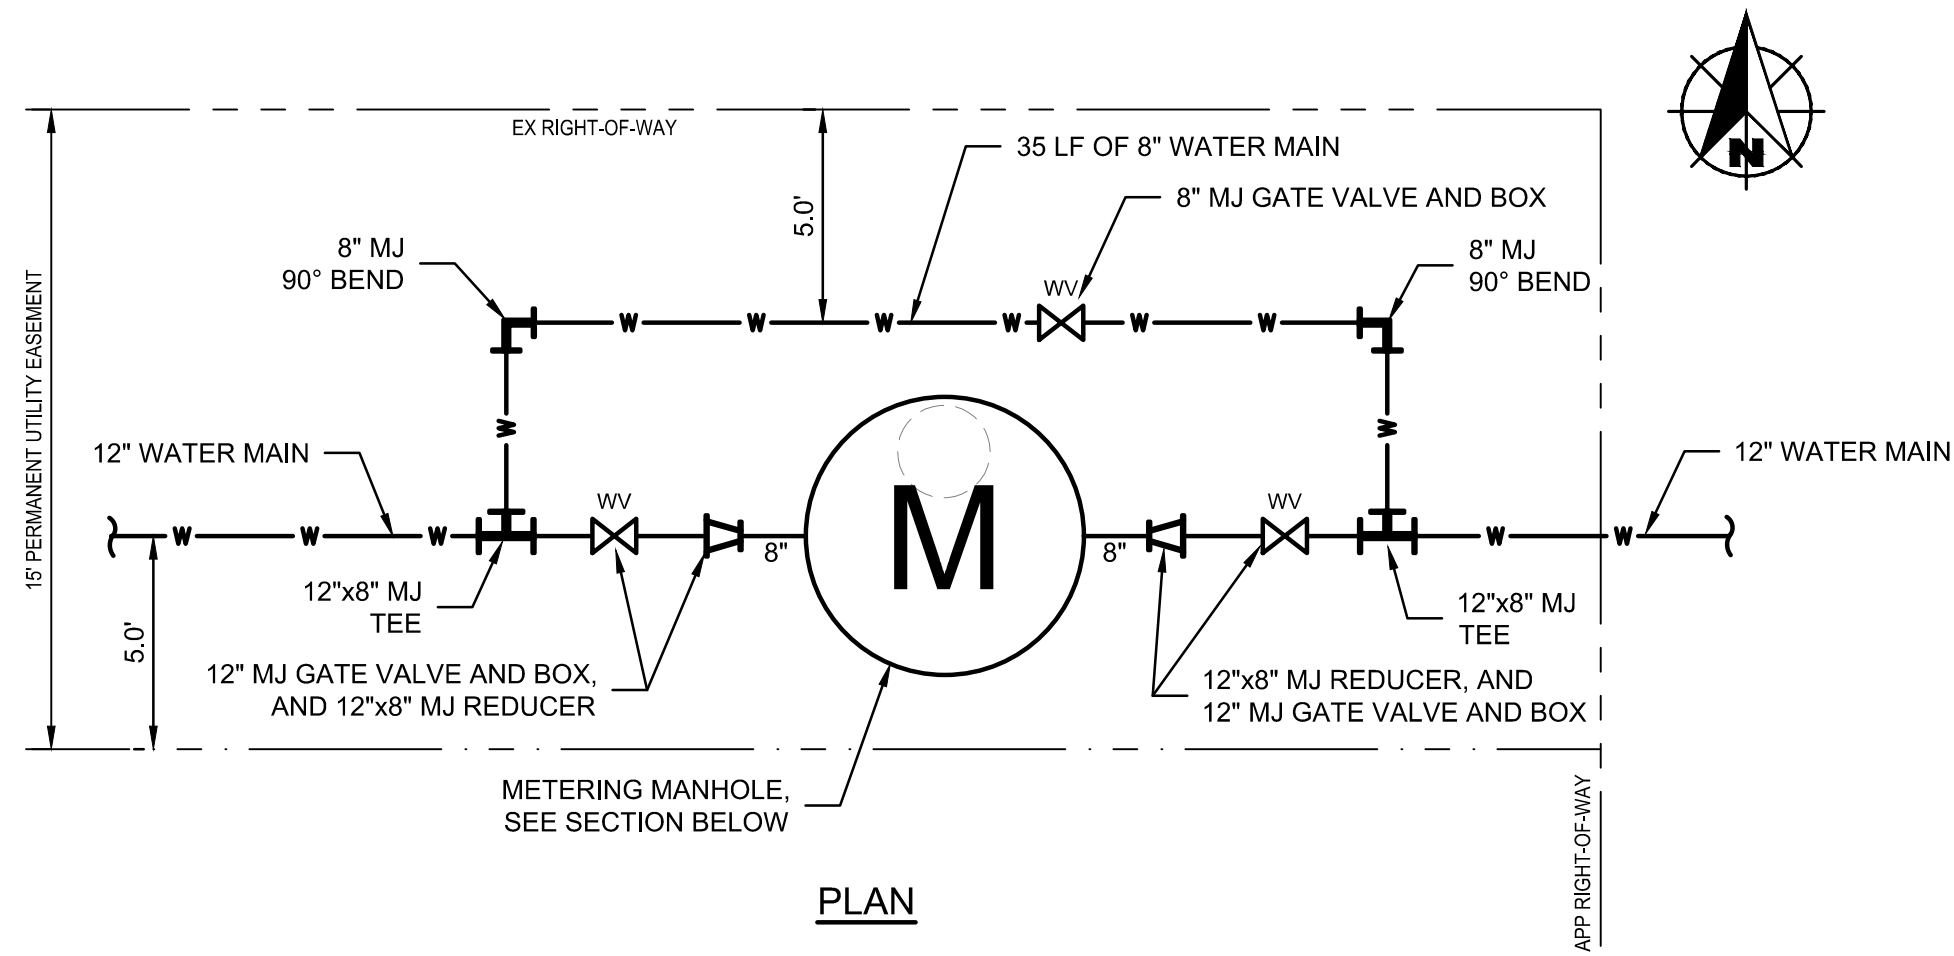 N
EX RIGHT-OF-WAY
35 LF OF 8" WATER MAIN
8" MJ GATE VALVE AND BOX
5.0'
8" MJ
90° BEND
8" MJ
90° BEND
WV
W W W W W W
15' PERMANENT UTILITY EASEMENT
W
W
12" WATER MAIN
12" WATER MAIN
WV
M
WV
W W W
8"
8"
W W
12"x8" MJ
TEE
12"x8" MJ
TEE
5.0'
12" MJ GATE VALVE AND BOX,
AND 12"x8" MJ REDUCER
12"x8" MJ REDUCER, AND
12" MJ GATE VALVE AND BOX
METERING MANHOLE,
SEE SECTION BELOW
APP RIGHT-OF-WAY
PLAN